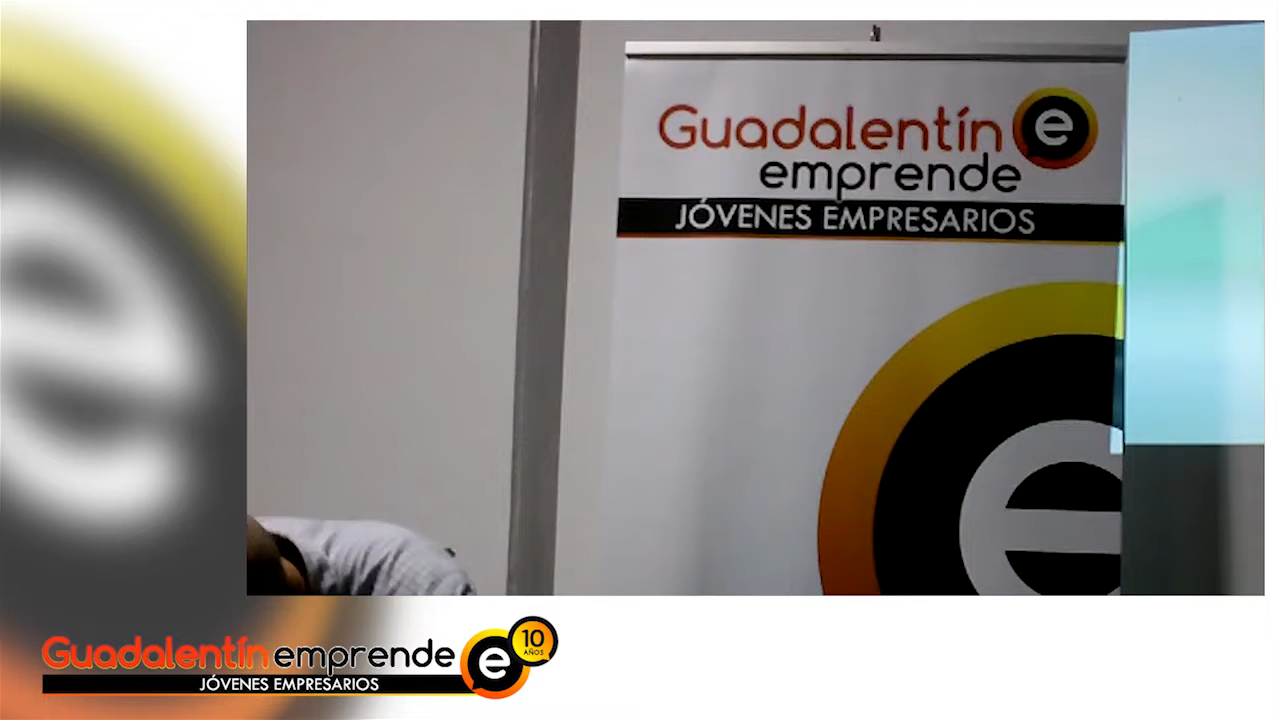 Guadalentín e
emprende
JÓVENES EMPRESARIOS
e
e
Guadalentín emprende e 10
AÑOS
JÓVENES EMPRESARIOS